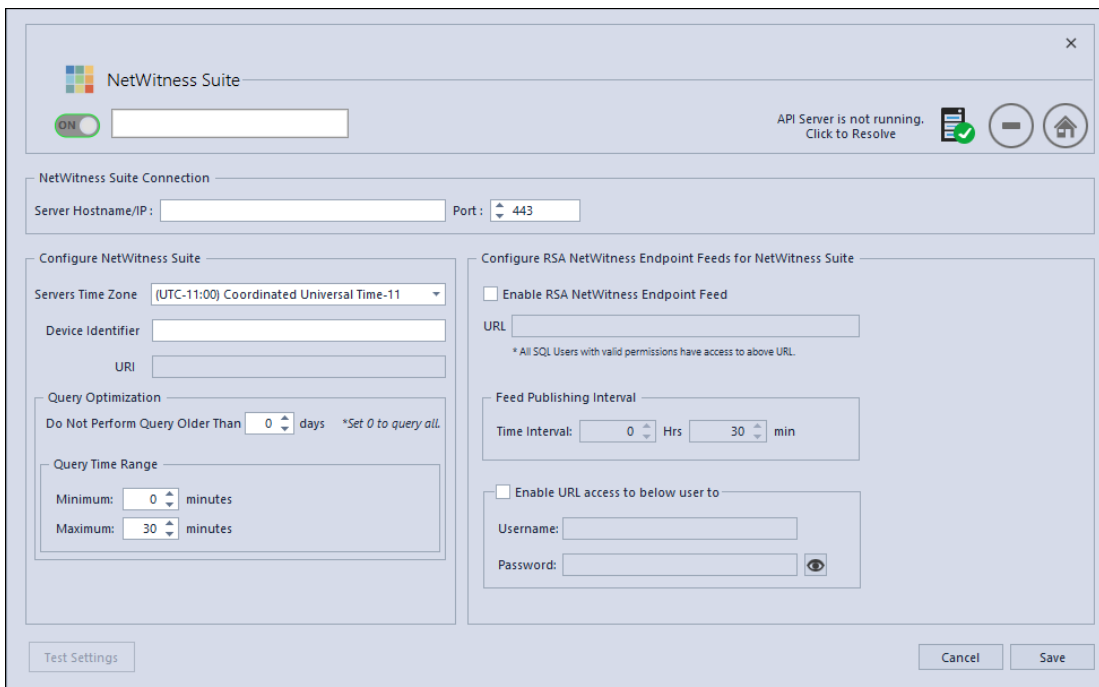 NetWitness Suite
ON
API Server is not running.
Click to Resolve
NetWitness Suite Connection
Server Hostname/IP :
Port : 443
Configure NetWitness Suite
Servers Time Zone (UTC-11:00) Coordinated Universal Time-11
Device Identifier
URI
Query Optimization
Do Not Perform Query Older Than 0 days *Set 0 to query all.
Query Time Range
Minimum: 0 minutes
Maximum: 30 minutes
Configure RSA NetWitness Endpoint Feeds for NetWitness Suite
Enable RSA NetWitness Endpoint Feed
URL
* All SQL Users with valid permissions have access to above URL.
Feed Publishing Interval
Time Interval: 0 Hrs 30 min
Enable URL access to below user to
Username:
Password:
Test Settings
Cancel
Save